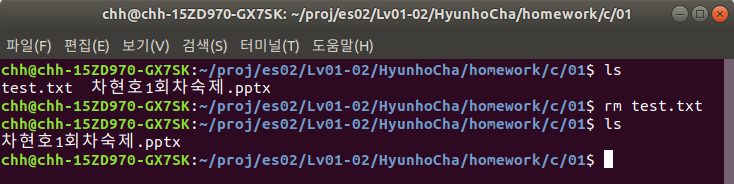 chh@chh-15ZD970-GX7SK: ~/proj/es02/Lv01-02/HyunhoCha/homework/c/01
파일(F) 편집(E) 보기(V) 검색(S) 터미널(T) 도움말(H)
chh@chh-15ZD970-GX7SK:~/proj/es02/Lv01-02/HyunhoCha/homework/c/01$ ls
test.txt 차현호1회차숙제.pptx
chh@chh-15ZD970-GX7SK:~/proj/es02/Lv01-02/HyunhoCha/homework/c/01$ rm test.txt
chh@chh-15ZD970-GX7SK:~/proj/es02/Lv01-02/HyunhoCha/homework/c/01$ ls
차현호1회차숙제.pptx
chh@chh-15ZD970-GX7SK:~/proj/es02/Lv01-02/HyunhoCha/homework/c/01$